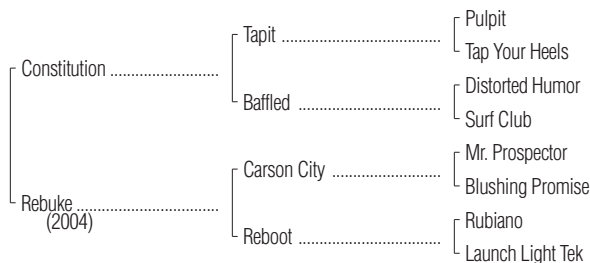 Pulpit
Tapit ..........................................
Tap Your Heels
Constitution ............................
Distorted Humor
Baffled .....................................
Surf Club
Mr. Prospector
Carson City ............................
Blushing Promise
Rebuke .....................................
(2004)
Rubiano
Reboot .....................................
Launch Light Tek